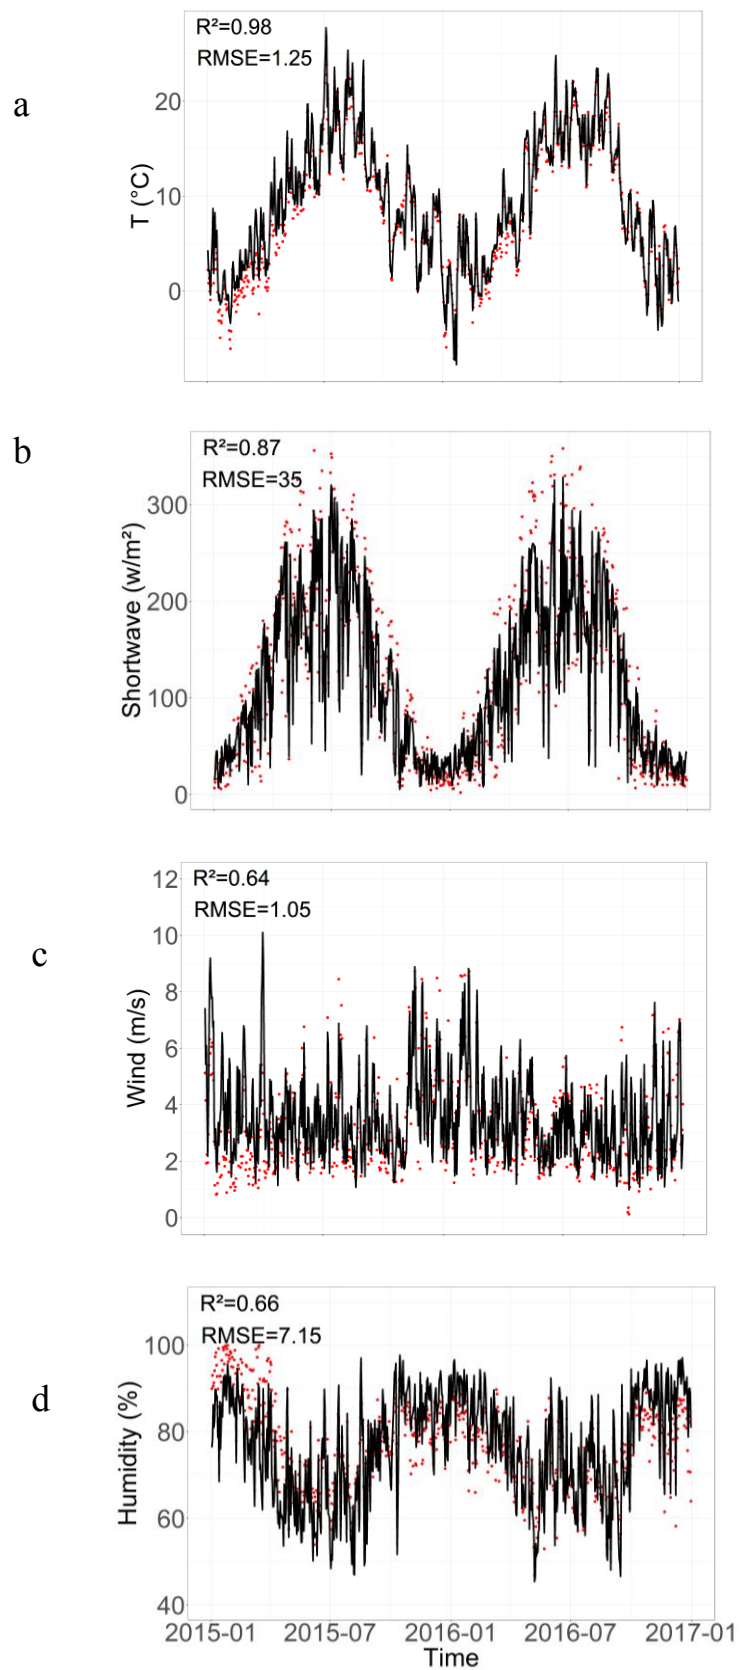 a
R²=0.98
RMSE=1.25
T (°C)
20
10
0
b
R²=0.87
RMSE=35
Shortwave (w/m²)
300
200
100
0
c
R²=0.64
RMSE=1.05
Wind (m/s)
12
10
8
6
4
2
0
d
R²=0.66
RMSE=7.15
Humidity (%)
100
80
60
40
2015-01 2015-07 2016-01 2016-07 2017-01
Time